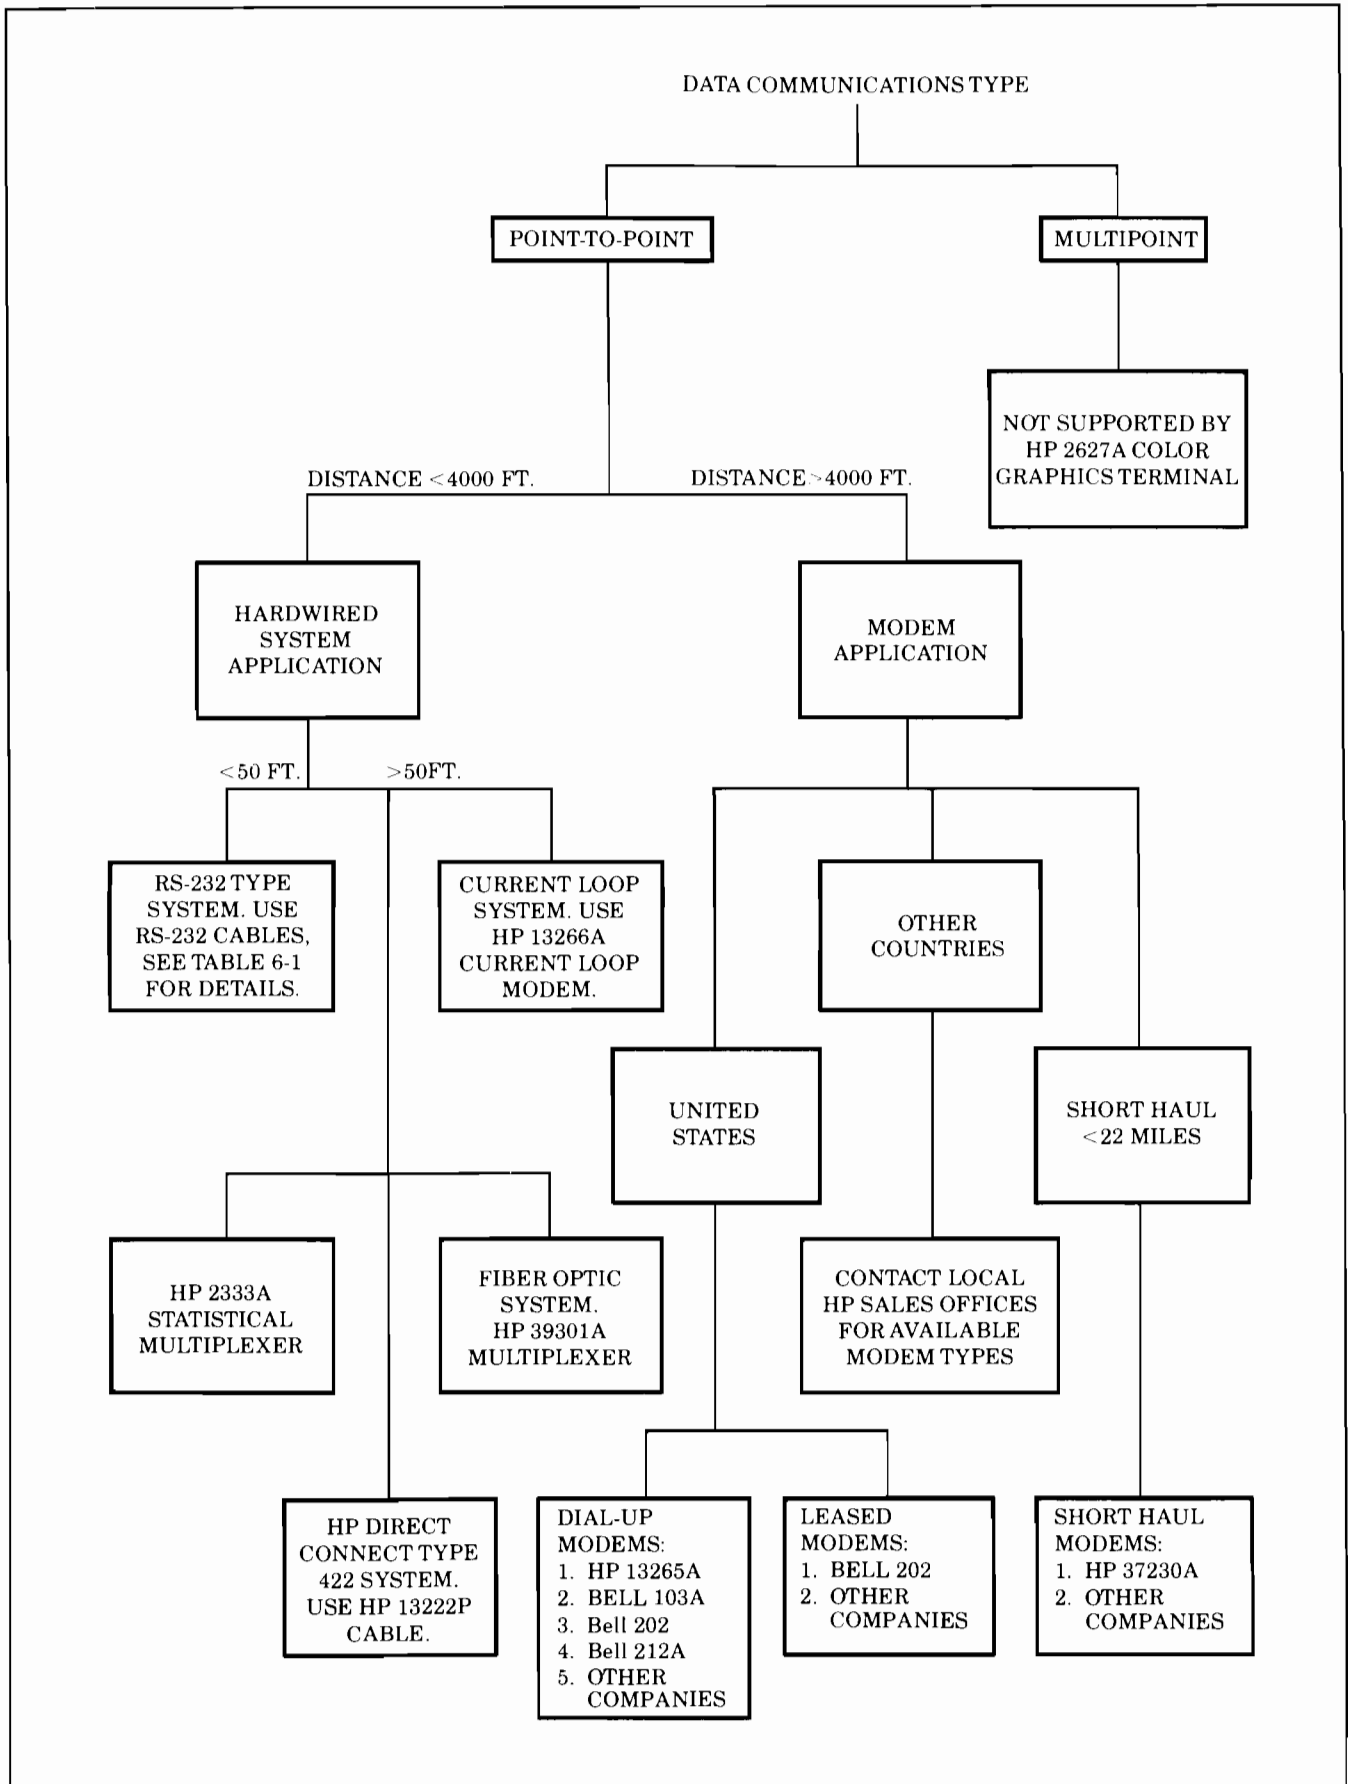 DATA COMMUNICATIONS TYPE
POINT-TO-POINT
MULTIPOINT
NOT SUPPORTED BY
HP 2627A COLOR
GRAPHICS TERMINAL
DISTANCE <4000 FT.
DISTANCE >4000 FT.
HARDWIRED
SYSTEM
APPLICATION
MODEM
APPLICATION
<50 FT.
>50FT.
RS-232 TYPE
SYSTEM. USE
RS-232 CABLES,
SEE TABLE 6-1
FOR DETAILS.
CURRENT LOOP
SYSTEM. USE
HP 13266A
CURRENT LOOP
MODEM.
OTHER
COUNTRIES
UNITED
STATES
SHORT HAUL
<22 MILES
HP 2333A
STATISTICAL
MULTIPLEXER
FIBER OPTIC
SYSTEM.
HP 39301A
MULTIPLEXER
CONTACT LOCAL
HP SALES OFFICES
FOR AVAILABLE
MODEM TYPES
HP DIRECT
CONNECT TYPE
422 SYSTEM.
USE HP 13222P
CABLE.
DIAL-UP
MODEMS:
1. HP 13265A
2. BELL 103A
3. Bell 202
4. Bell 212A
5. OTHER
COMPANIES
LEASED
MODEMS:
1. BELL 202
2. OTHER
COMPANIES
SHORT HAUL
MODEMS:
1. HP 37230A
2. OTHER
COMPANIES